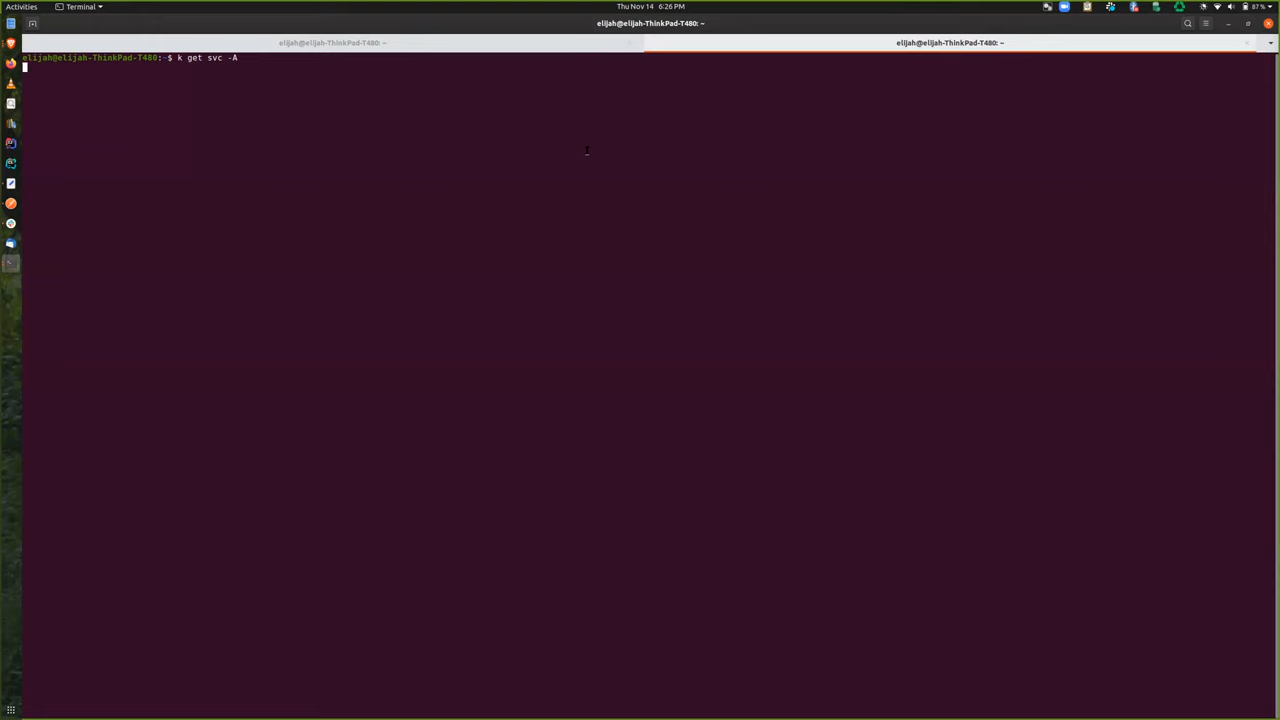 Activities
Terminal
Thu Nov 14 6:26 PM
87 %
elijah@elijah-ThinkPad-T480: ~
elijah@elijah-ThinkPad-T480: ~
elijah@elijah-ThinkPad-T480: ~
elijah@elijah-ThinkPad-T480:~$ k get svc -A